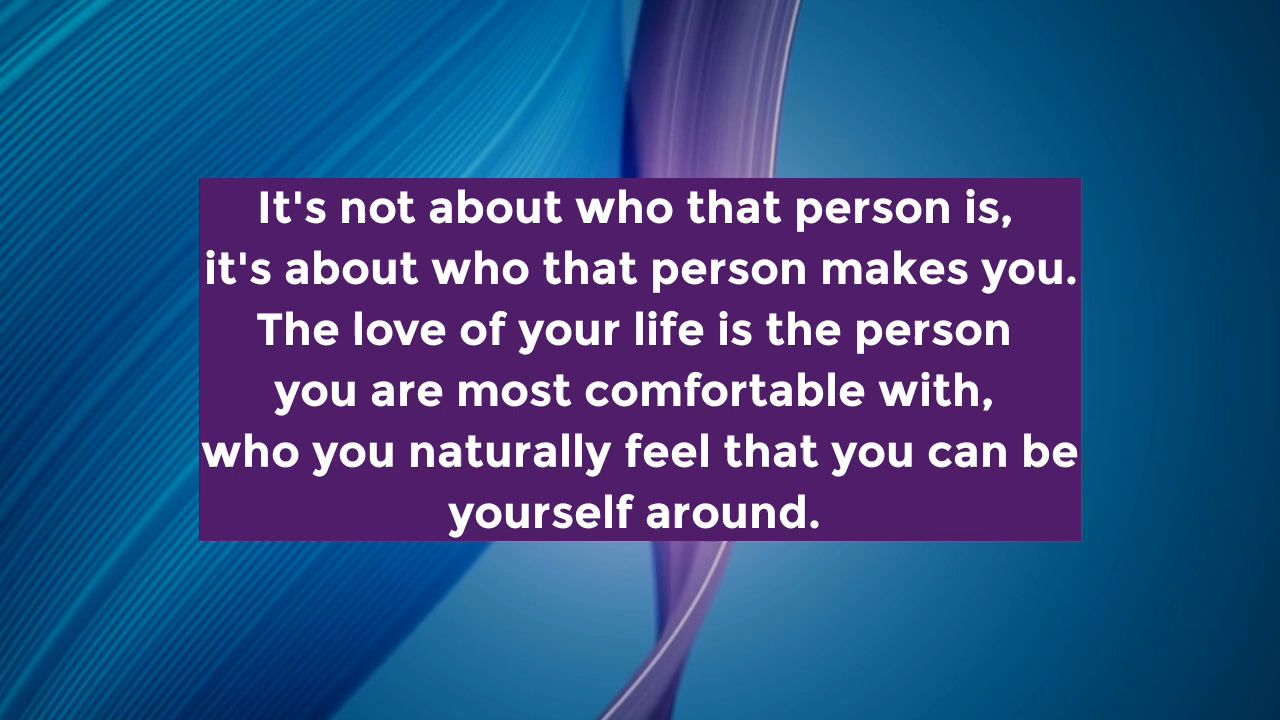 It's not about who that person is,
it's about who that person makes you.
The love of your life is the person
you are most comfortable with,
who you naturally feel that you can be
yourself around.